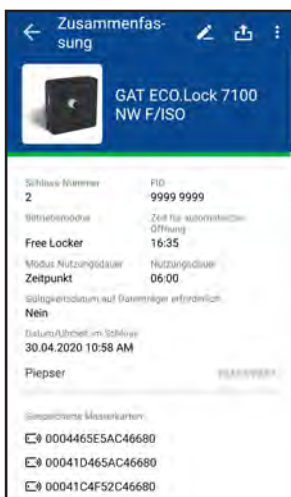 Zusammenfas-
sung
GAT ECO.Lock 7100
NW F/ISO
Schloss Nummer
FID
2
9999 9999
Betriebsmodus
Zeit für automatische
Öffnung
Free Locker
16:35
Modus Nutzungsdauer
Nutzungsdauer
Zeitpunkt
06:00
Gültigkeitsdatum auf Datenträger erforderlich
Nein
Datum/Uhrzeit im Schloss
30.04.2020 10:58 AM
Piepser
Gespeicherte Masterkarten
0004465E5AC46680
00041D465AC46680
00041C4F52C46680